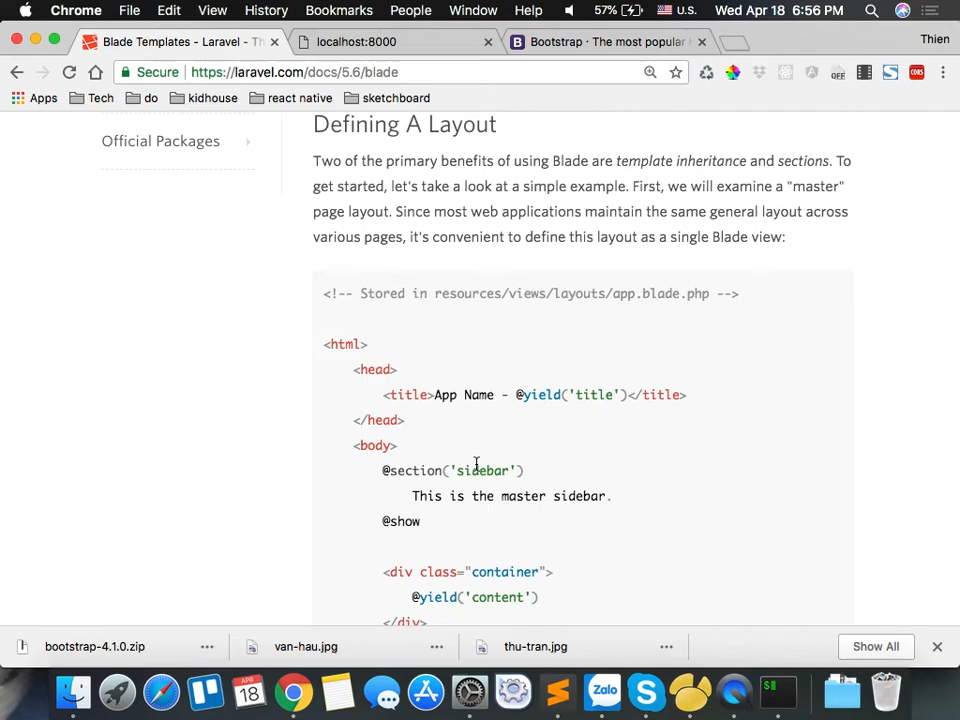 Chrome File Edit View History Bookmarks People Window Help 57% U.S. Wed Apr 18 6:56 PM
Blade Templates - Laravel - Th
localhost:8000
B Bootstrap · The most popular H
Thien
Secure https://laravel.com/docs/5.6/blade
OFF
CORS
Apps Tech do kidhouse react native sketchboard
Official Packages
Defining A Layout
Two of the primary benefits of using Blade are template inheritance and sections. To
get started, let's take a look at a simple example. First, we will examine a "master"
page layout. Since most web applications maintain the same general layout across
various pages, it's convenient to define this layout as a single Blade view:
<!-- Stored in resources/views/layouts/app.blade.php -->
<html>
<head>
<title>App Name - @yield('title')</title>
</head>
<body>
@section('sidebar')
This is the master sidebar.
@show
<div class="container">
@yield('content')
</div>
bootstrap-4.1.0.zip
van-hau.jpg
thu-tran.jpg
Show All
APR
18
Zalo
S
$